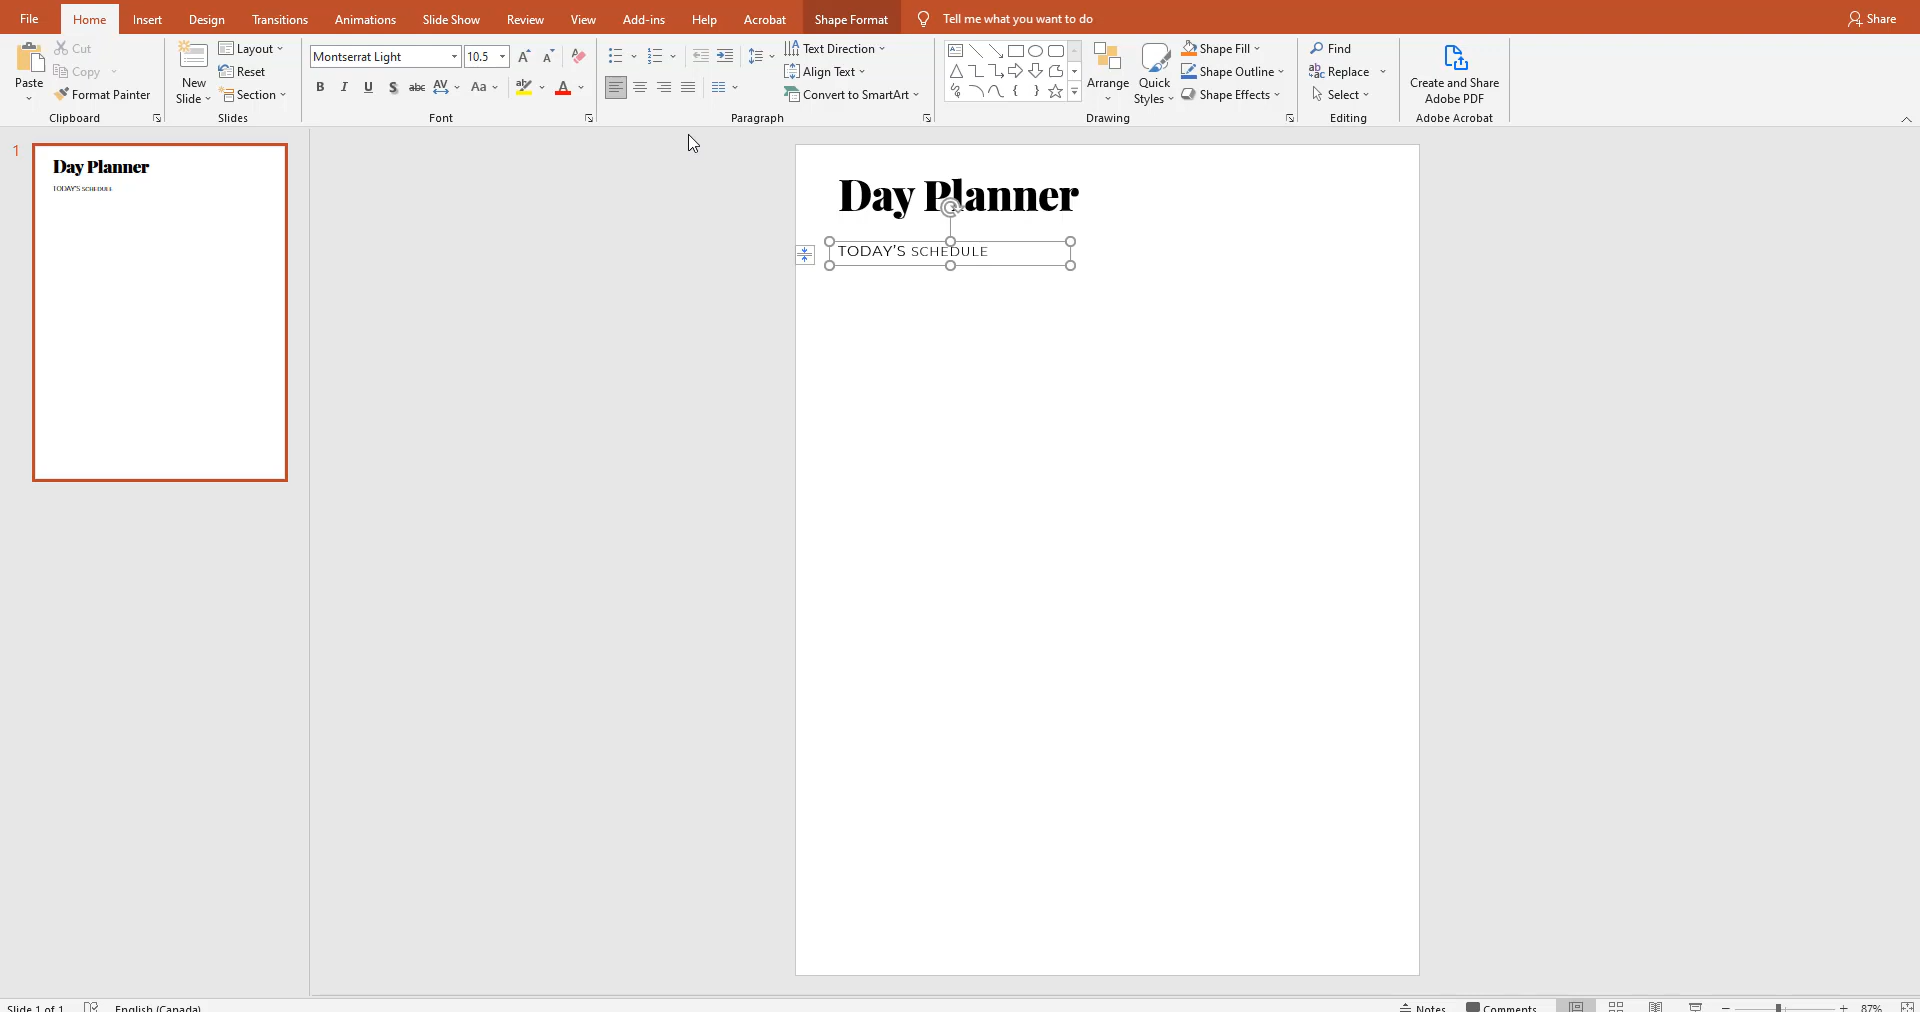 File Home Insert Design Transitions Animations Slide Show Review View Add-ins Help Acrobat Shape Format Tell me what you want to do Share
Paste Cut Copy Format Painter
Clipboard
New Slide Layout Reset Section
Slides
Montserrat Light 10.5
B I U S abc AV Aa A
Font
Text Direction
Align Text
Convert to SmartArt
Paragraph
Arrange
Quick Styles
Shape Fill
Shape Outline
Shape Effects
Drawing
Find
Replace
Select
Editing
Create and Share
Adobe PDF
Adobe Acrobat
1
Day Planner
TODAY'S SCHEDULE
Day Planner
TODAY'S SCHEDULE
Slide 1 of 1 English (Canada) Notes Comments 87%